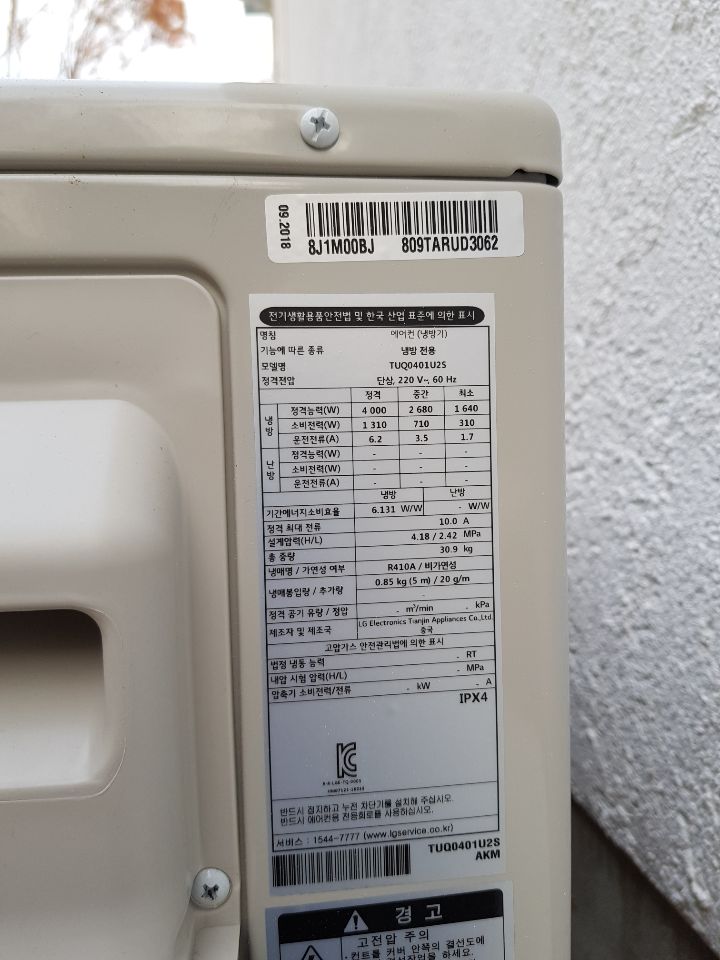 09.2018
8J1M00BJ 809TARUD3062
전기생활용품안전법 및 한국 산업 표준에 의한 표시
명칭 에어컨 (냉방기)
기능에 따른 종류 냉방 전용
모델명 TUQ0401U2S
정격전압 단상, 220 V~, 60 Hz
정격 중간 최소
냉방 정격능력(W) 4 000 2 680 1 640
소비전력(W) 1 310 710 310
운전전류(A) 6.2 3.5 1.7
난방 정격능력(W) - - -
소비전력(W) - - -
운전전류(A) - - -
냉방 난방
기간에너지소비효율 6.131 W/W - W/W
정격 최대 전류 10.0 A
설계압력(H/L) 4.18 / 2.42 MPa
총 중량 30.9 kg
냉매명 / 가연성 여부 R410A / 비가연성
냉매봉입량 / 추가량 0.85 kg (5 m) / 20 g/m
-
정격 공기 유량 / 정압 - m³/min - kPa
제조자 및 제조국 LG Electronics Tianjin Appliances Co.,Ltd.
중국
고압가스 안전관리법에 의한 표시
법정 냉동 능력 - RT
내압 시험 압력(H/L) - MPa
압축기 소비전력/전류 - kW - A
IPX4
반드시 접지하고 누전 차단기를 설치해 주십시오.
반드시 에어컨용 전용회로를 사용하십시오.
서비스 : 1544-7777 (www.lgservice.co.kr)
TUQ0401U2S
AKM
경 고
고전압 주의
· 컨트롤 커버 안쪽의 결선도에